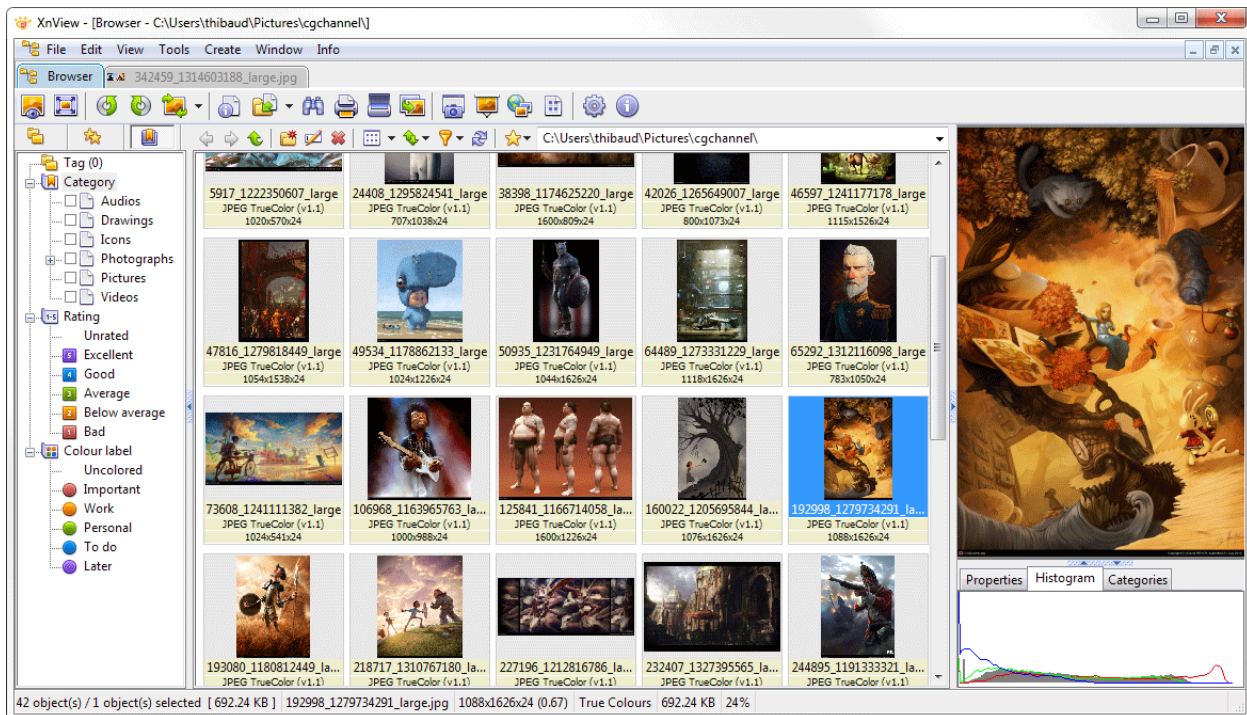 XnView - [Browser - C:\Users\thibaud\Pictures\cgchannel\]
File Edit View Tools Create Window Info
Browser 342459_1314603188_large.jpg
C:\Users\thibaud\Pictures\cgchannel\
Tag (0)
Category
Audios
Drawings
Icons
Photographs
Pictures
Videos
Rating
1-5
Unrated
5 Excellent
4 Good
3 Average
2 Below average
1 Bad
Colour label
Uncolored
Important
Work
Personal
To do
Later
5917_1222350607_large 24408_1295824541_large 38398_1174625220_large 42026_1265649007_large 46597_1241177178_large
JPEG TrueColor (v1.1) JPEG TrueColor (v1.1) JPEG TrueColor (v1.1) JPEG TrueColor (v1.1) JPEG TrueColor (v1.1)
1020x570x24 707x1038x24 1600x809x24 800x1073x24 1115x1526x24
47816_1279818449_large 49534_1178862133_large 50935_1231764949_large 64489_1273331229_large 65292_1312116098_large
JPEG TrueColor (v1.1) JPEG TrueColor (v1.1) JPEG TrueColor (v1.1) JPEG TrueColor (v1.1) JPEG TrueColor (v1.1)
1054x1538x24 1024x1226x24 1044x1626x24 1118x1626x24 783x1050x24
73608_1241111382_large 106968_1163965763_la... 125841_1166714058_la... 160022_1205695844_la... 192998_1279734291_la...
JPEG TrueColor (v1.1) JPEG TrueColor (v1.1) JPEG TrueColor (v1.1) JPEG TrueColor (v1.1) JPEG TrueColor (v1.1)
1024x541x24 1000x988x24 1600x1226x24 1076x1626x24 1088x1626x24
193080_1180812449_la... 218717_1310767180_la... 227196_1212816786_la... 232407_1327395565_la... 244895_1191333321_la...
JPEG TrueColor (v1.1) JPEG TrueColor (v1.1) JPEG TrueColor (v1.1) JPEG TrueColor (v1.1) JPEG TrueColor (v1.1)
Properties Histogram Categories
42 object(s) / 1 object(s) selected [ 692.24 KB ] 192998_1279734291_large.jpg 1088x1626x24 (0.67) True Colours 692.24 KB 24%